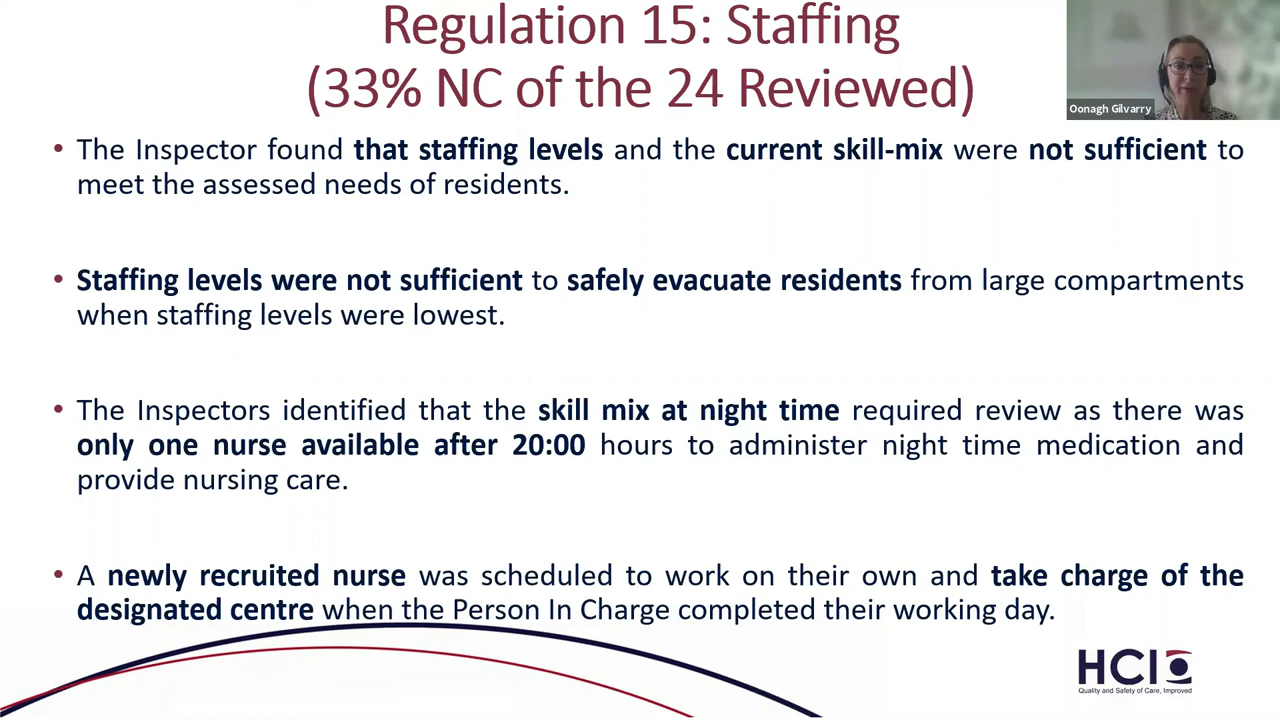 Regulation 15: Staffing
(33% NC of the 24 Reviewed)
Oonagh Gilvarry
• The Inspector found that staffing levels and the current skill-mix were not sufficient to
meet the assessed needs of residents.
• Staffing levels were not sufficient to safely evacuate residents from large compartments
when staffing levels were lowest.
• The Inspectors identified that the skill mix at night time required review as there was
only one nurse available after 20:00 hours to administer night time medication and
provide nursing care.
• A newly recruited nurse was scheduled to work on their own and take charge of the
designated centre when the Person In Charge completed their working day.
HCI
Quality and Safety of Care, Improved